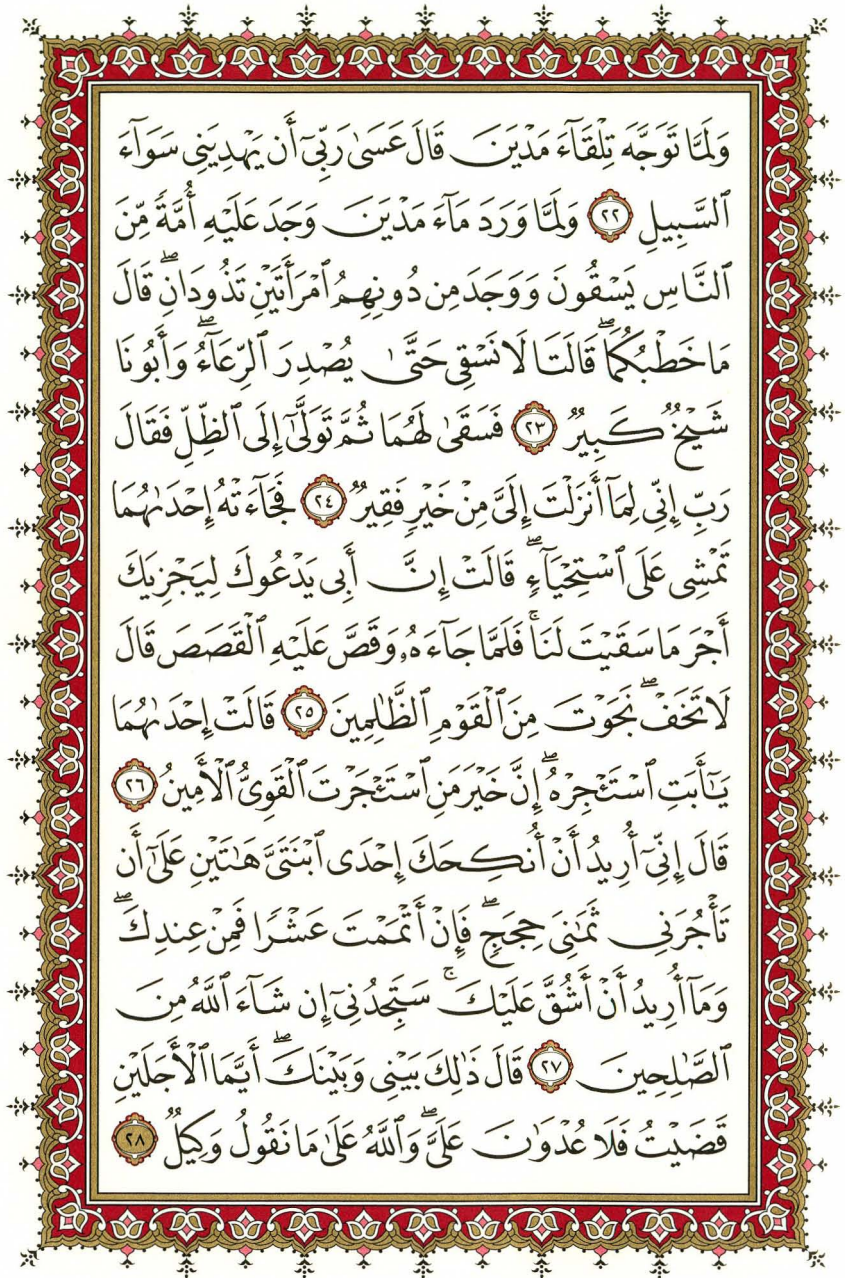 وَلَمَّا تَوَجَّهَ تِلْقَآءَ مَدْيَنَ قَالَ عَسَىٰ رَبِّىٓ أَن يَهْدِيَنِى سَوَآءَ
ٱلسَّبِيلِ ٢٢ وَلَمَّا وَرَدَ مَآءَ مَدْيَنَ وَجَدَ عَلَيْهِ أُمَّةً مِّنَ
ٱلنَّاسِ يَسْقُونَ وَوَجَدَ مِن دُونِهِمُ ٱمْرَأَتَيْنِ تَذُودَانِ ۖ قَالَ
مَا خَطْبُكُمَا ۖ قَالَتَا لَا نَسْقِى حَتَّىٰ يُصْدِرَ ٱلرِّعَآءُ ۖ وَأَبُونَا
شَيْخٌ كَبِيرٌ ٢٣ فَسَقَىٰ لَهُمَا ثُمَّ تَوَلَّىٰٓ إِلَى ٱلظِّلِّ فَقَالَ
رَبِّ إِنِّى لِمَآ أَنزَلْتَ إِلَىَّ مِنْ خَيْرٍ فَقِيرٌ ٢٤ فَجَآءَتْهُ إِحْدَىٰهُمَا
تَمْشِى عَلَى ٱسْتِحْيَآءٍ ۖ قَالَتْ إِنَّ أَبِى يَدْعُوكَ لِيَجْزِيَكَ
أَجْرَ مَا سَقَيْتَ لَنَا ۚ فَلَمَّا جَآءَهُۥ وَقَصَّ عَلَيْهِ ٱلْقَصَصَ قَالَ
لَا تَخَفْ ۖ نَجَوْتَ مِنَ ٱلْقَوْمِ ٱلظَّـٰلِمِينَ ٢٥ قَالَتْ إِحْدَىٰهُمَا
يَـٰٓأَبَتِ ٱسْتَـْٔجِرْهُ ۖ إِنَّ خَيْرَ مَنِ ٱسْتَـْٔجَرْتَ ٱلْقَوِىُّ ٱلْأَمِينُ ٢٦
قَالَ إِنِّىٓ أُرِيدُ أَنْ أُنكِحَكَ إِحْدَى ٱبْنَتَىَّ هَـٰتَيْنِ عَلَىٰٓ أَن
تَأْجُرَنِى ثَمَـٰنِىَ حِجَجٍ ۖ فَإِنْ أَتْمَمْتَ عَشْرًا فَمِنْ عِندِكَ ۖ
وَمَآ أُرِيدُ أَنْ أَشُقَّ عَلَيْكَ ۚ سَتَجِدُنِىٓ إِن شَآءَ ٱللَّهُ مِنَ
ٱلصَّـٰلِحِينَ ٢٧ قَالَ ذَٰلِكَ بَيْنِى وَبَيْنَكَ ۖ أَيَّمَا ٱلْأَجَلَيْنِ
قَضَيْتُ فَلَا عُدْوَٰنَ عَلَىَّ ۖ وَٱللَّهُ عَلَىٰ مَا نَقُولُ وَكِيلٌ ٢٨